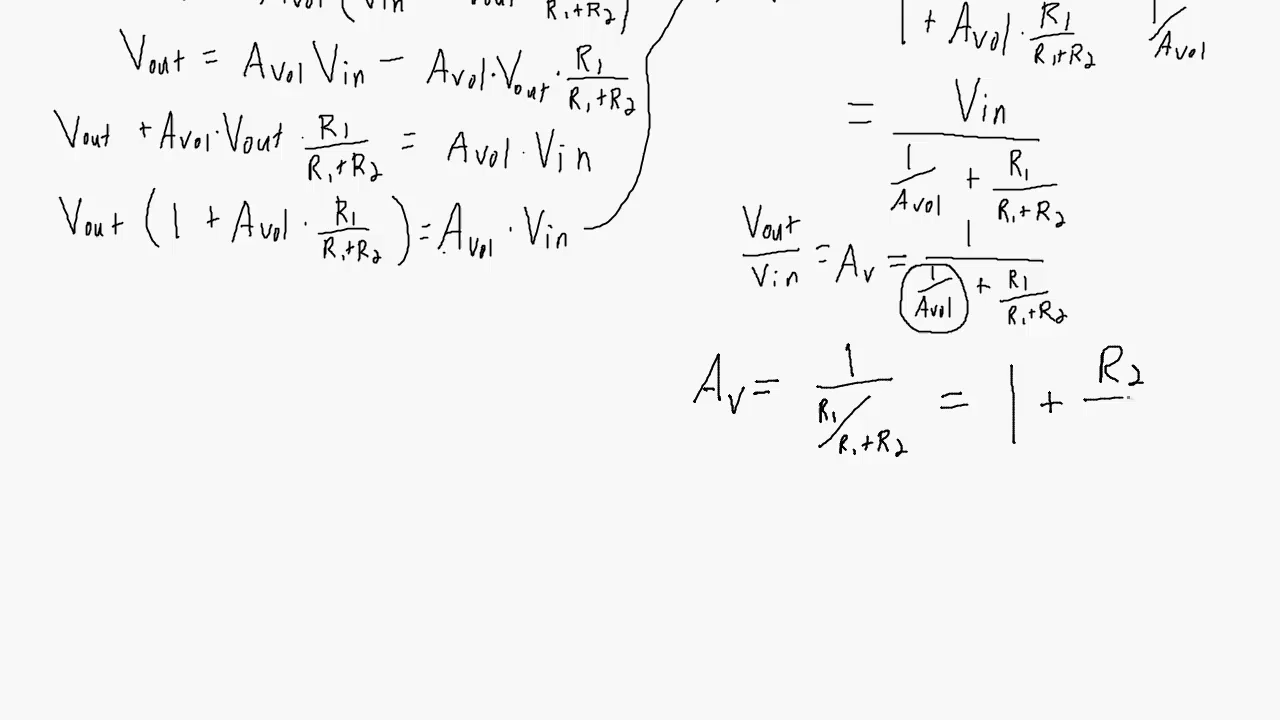 Vout = Avol Vin − Avol·Vout · R1/(R1+R2)
Vout + Avol·Vout · R1/(R1+R2) = Avol · Vin
Vout (1 + Avol · R1/(R1+R2)) = Avol · Vin
1 + Avol · R1/(R1+R2) 1/Avol
= Vin/(1/Avol + R1/(R1+R2))
Vout/Vin = Av = 1/(1/Avol + R1/(R1+R2))
Av = 1/(R1/R1+R2) = 1 + R2